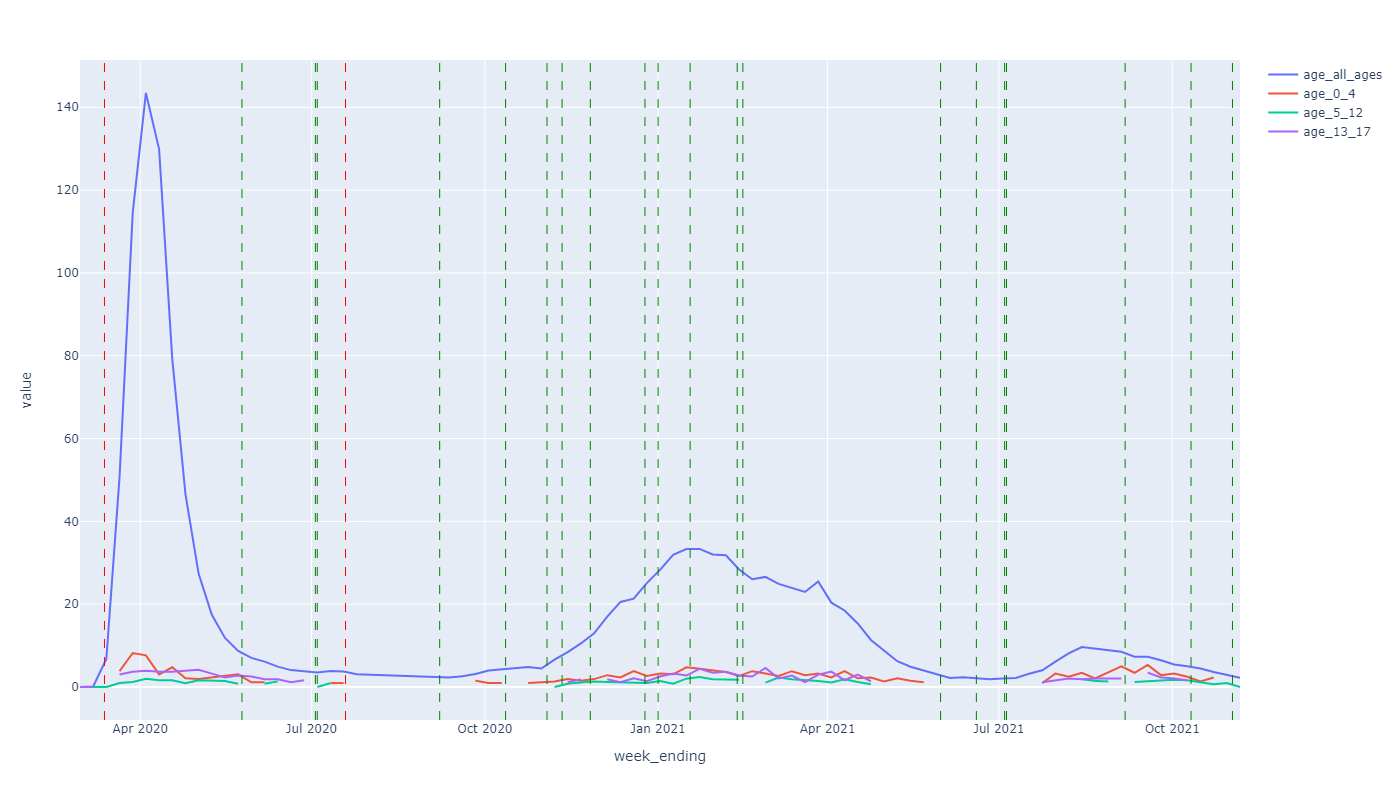 age_all_ages
age_0_4
age_5_12
age_13_17
value
140
120
100
80
60
40
20
0
Apr 2020
Jul 2020
Oct 2020
Jan 2021
Apr 2021
Jul 2021
Oct 2021
week_ending